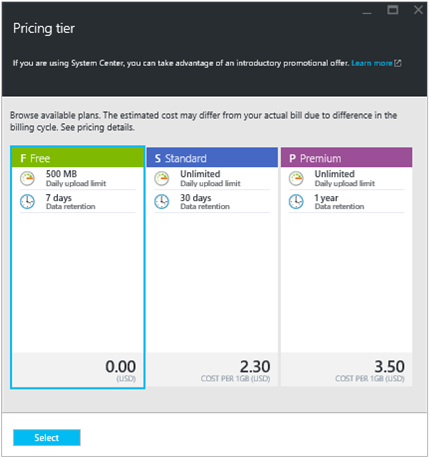 Pricing tier
If you are using System Center, you can take advantage of an introductory promotional offer. Learn more
Browse available plans. The estimated cost may differ from your actual bill due to difference in the
billing cycle. See pricing details.
F Free
500 MB
Daily upload limit
7 days
Data retention
0.00
(USD)
S Standard
Unlimited
Daily upload limit
30 days
Data retention
2.30
COST PER 1GB (USD)
P Premium
Unlimited
Daily upload limit
1 year
Data retention
3.50
COST PER 1GB (USD)
Select